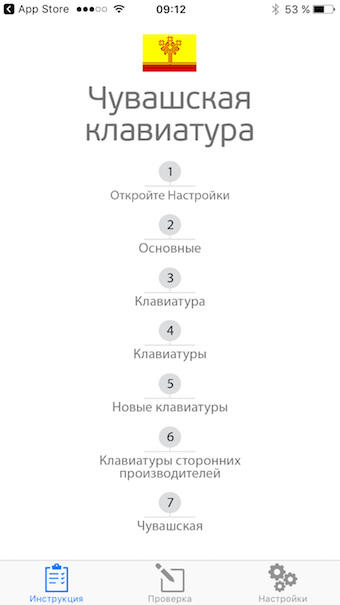 App Store 09:12 53 %
Чувашская
клавиатура
1
Откройте Настройки
2
Основные
3
Клавиатура
4
Клавиатуры
5
Новые клавиатуры
6
Клавиатуры сторонних
производителей
7
Чувашская
Инструкция Проверка Настройки